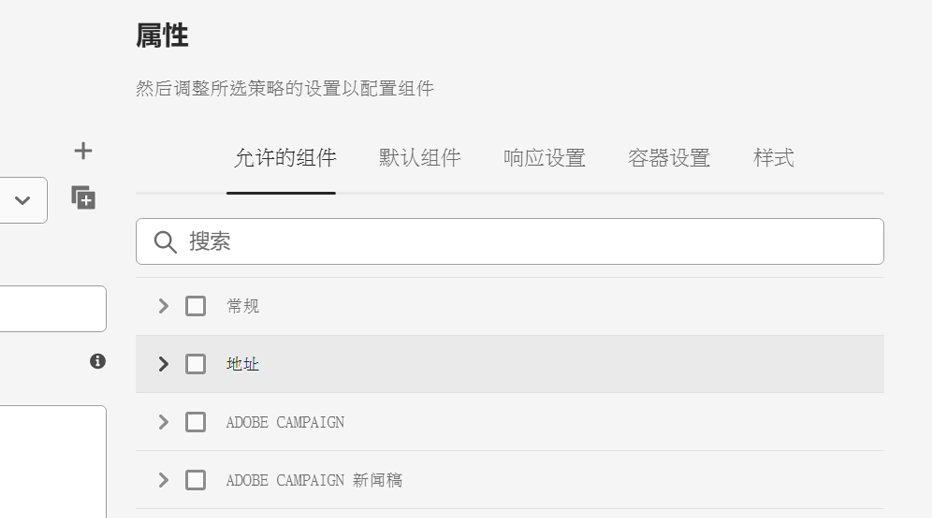 属性
然后调整所选策略的设置以配置组件
允许的组件 默认组件 响应设置 容器设置 样式
搜索
常规
地址
ADOBE CAMPAIGN
ADOBE CAMPAIGN 新闻稿